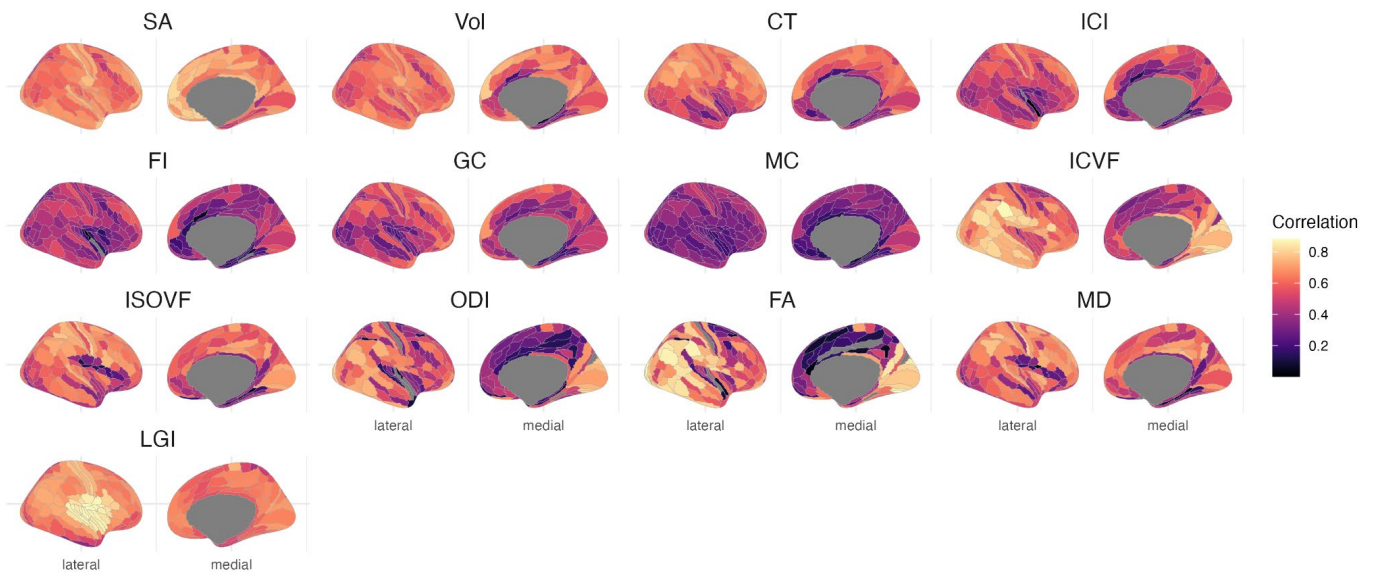 SA Vol CT ICI
FI GC MC ICVF
Correlation
0.8
0.6
0.4
0.2
ISOVF ODI FA MD
lateral medial lateral medial lateral medial
LGI
lateral medial